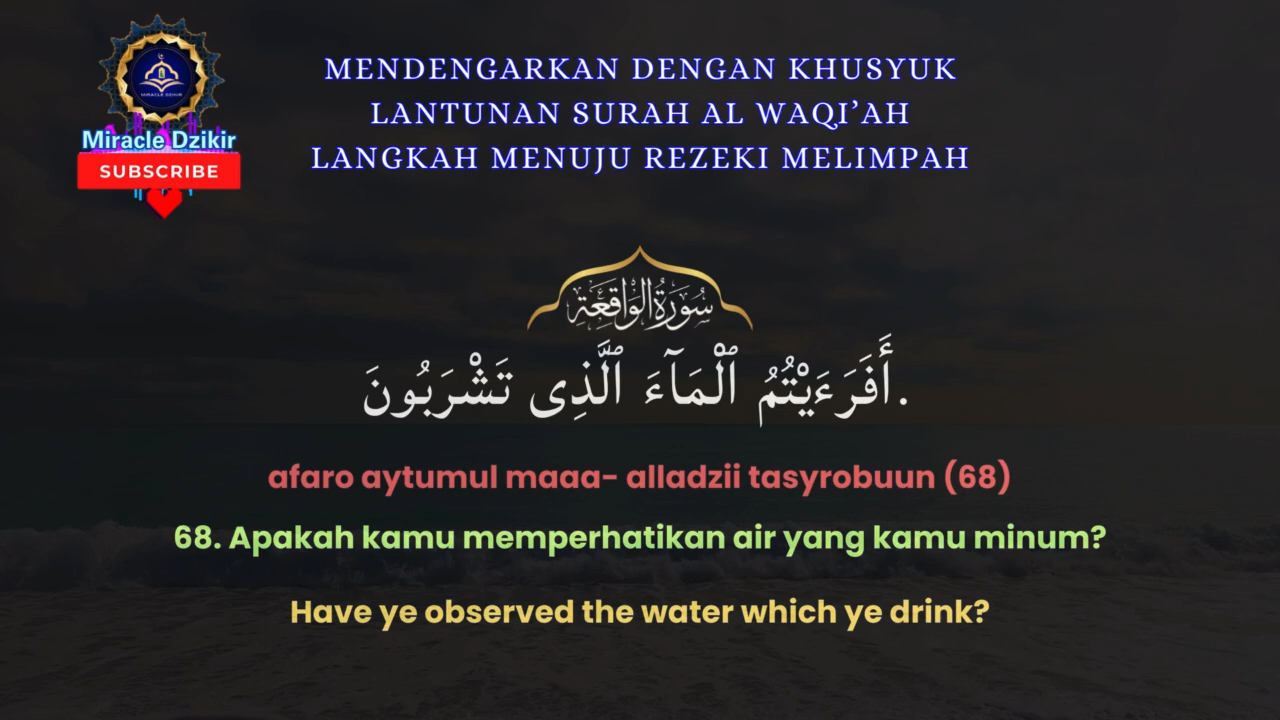 MIRACLE DZIKIR
Miracle Dzikir
SUBSCRIBE
MENDENGARKAN DENGAN KHUSYUK
LANTUNAN SURAH AL WAQI’AH
LANGKAH MENUJU REZEKI MELIMPAH
سُورَةُ الْوَاقِعَةِ
أَفَرَءَيْتُمُ ٱلْمَآءَ ٱلَّذِى تَشْرَبُونَ.
afaro aytumul maaa- alladzii tasyrobuun (68)
68. Apakah kamu memperhatikan air yang kamu minum?
Have ye observed the water which ye drink?